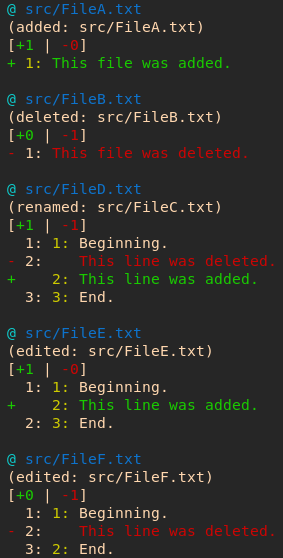 @ src/FileA.txt
(added: src/FileA.txt)
[+1 | -0]
+ 1: This file was added.

@ src/FileB.txt
(deleted: src/FileB.txt)
[+0 | -1]
- 1: This file was deleted.

@ src/FileD.txt
(renamed: src/FileC.txt)
[+1 | -1]
  1: 1: Beginning.
- 2:    This line was deleted.
+    2: This line was added.
  3: 3: End.

@ src/FileE.txt
(edited: src/FileE.txt)
[+1 | -0]
  1: 1: Beginning.
+    2: This line was added.
  2: 3: End.

@ src/FileF.txt
(edited: src/FileF.txt)
[+0 | -1]
  1: 1: Beginning.
- 2:    This line was deleted.
  3: 2: End.